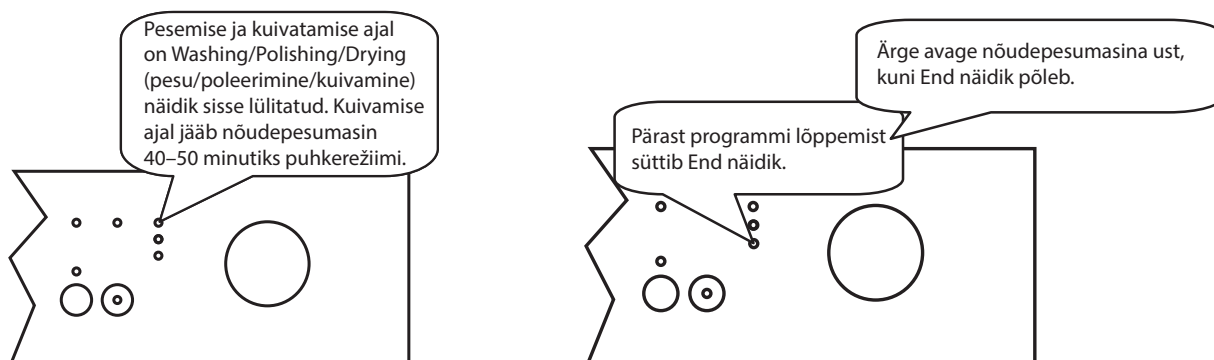 Pesemise ja kuivatamise ajal
on Washing/Polishing/Drying
(pesu/poleerimine/kuivamine)
näidik sisse lülitatud. Kuivamise
ajal jääb nõudepesumasin
40–50 minutiks puhkerežiimi.
Ärge avage nõudepesumasina ust,
kuni End näidik põleb.
Pärast programmi lõppemist
süttib End näidik.